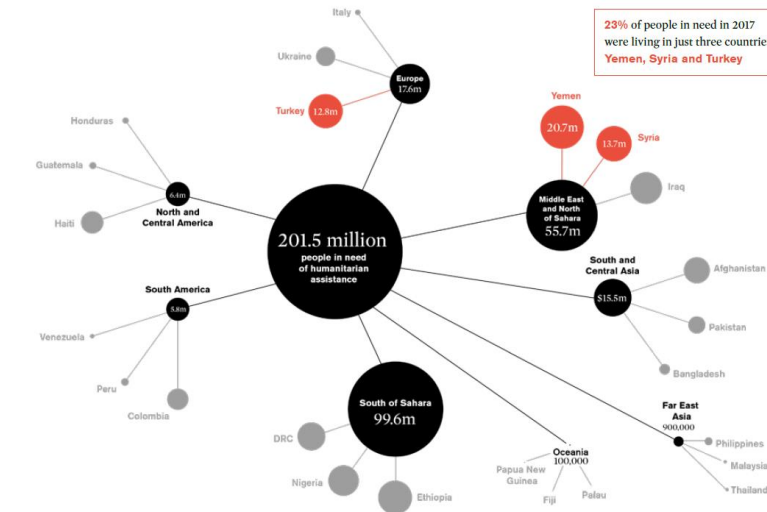 23% of people in need in 2017
were living in just three countrie
Yemen, Syria and Turkey
Italy
Ukraine
Europe
17.6m
Turkey
12.8m
Yemen
20.7m
Syria
13.7m
Iraq
Middle East
and North
of Sahara
55.7m
Honduras
Guatemala
Haiti
6.4m
North and
Central America
201.5 million
people in need
of humanitarian
assistance
South and
Central Asia
$15.5m
Afghanistan
Pakistan
Bangladesh
South America
5.8m
Venezuela
Peru
Colombia
South of Sahara
99.6m
DRC
Nigeria
Ethiopia
Oceania
100,000
Papua New
Guinea
Fiji
Palau
Far East
Asia
900,000
Philippines
Malaysia
Thailand